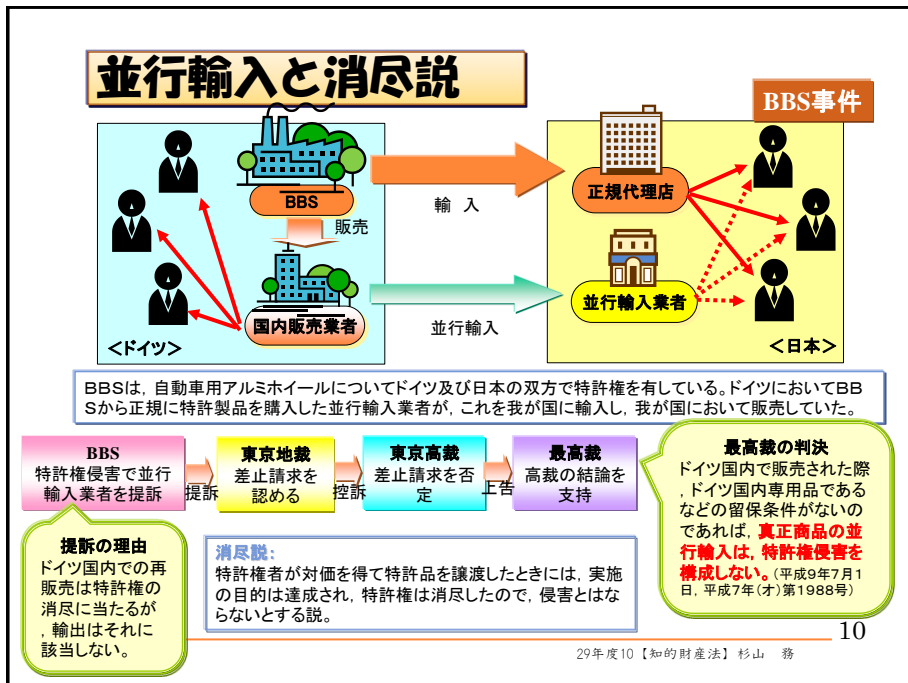 並行輸入と消尽説
BBS事件
BBS
販売
国内販売業者
<ドイツ>
輸 入
並行輸入
正規代理店
並行輸入業者
<日本>
BBSは，自動車用アルミホイールについてドイツ及び日本の双方で特許権を有している。ドイツにおいてBB
Sから正規に特許製品を購入した並行輸入業者が，これを我が国に輸入し，我が国において販売していた。
BBS
特許権侵害で並行
輸入業者を提訴
提訴
東京地裁
差止請求を
認める
控訴
東京高裁
差止請求を否
定
上告
最高裁
高裁の結論を
支持
最高裁の判決
ドイツ国内で販売された際
，ドイツ国内専用品である
などの留保条件がないの
であれば，真正商品の並
行輸入は，特許権侵害を
構成しない。（平成9年7月1
日，平成7年(オ)第1988号）
提訴の理由
ドイツ国内での再
販売は特許権の
消尽に当たるが
，輸出はそれに
該当しない。
消尽説：
特許権者が対価を得て特許品を譲渡したときには，実施
の目的は達成され，特許権は消尽したので，侵害とはな
らないとする説。
10
29年度10【知的財産法】杉山 務